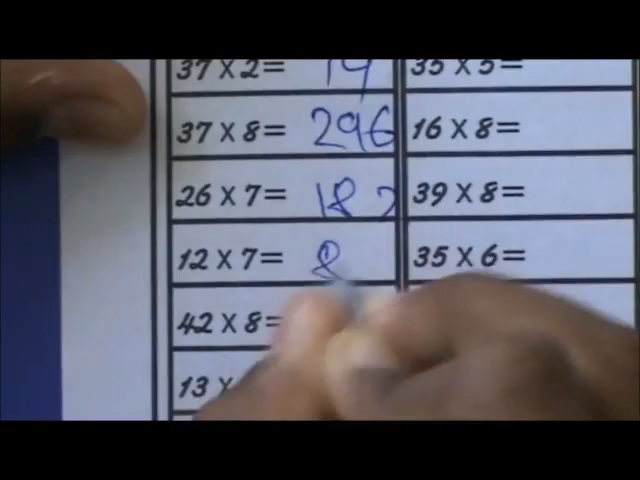 37 X 2=
35 X 5=
37 X 8= 296
16 X 8=
26 X 7= 182
39 X 8=
12 X 7= 8
35 X 6=
42 X 8=
13 X